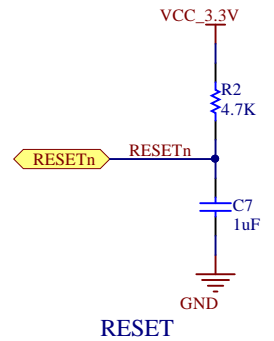 VCC_3.3V
R2
4.7K
RESETn
RESETn
C7
1uF
GND
RESET